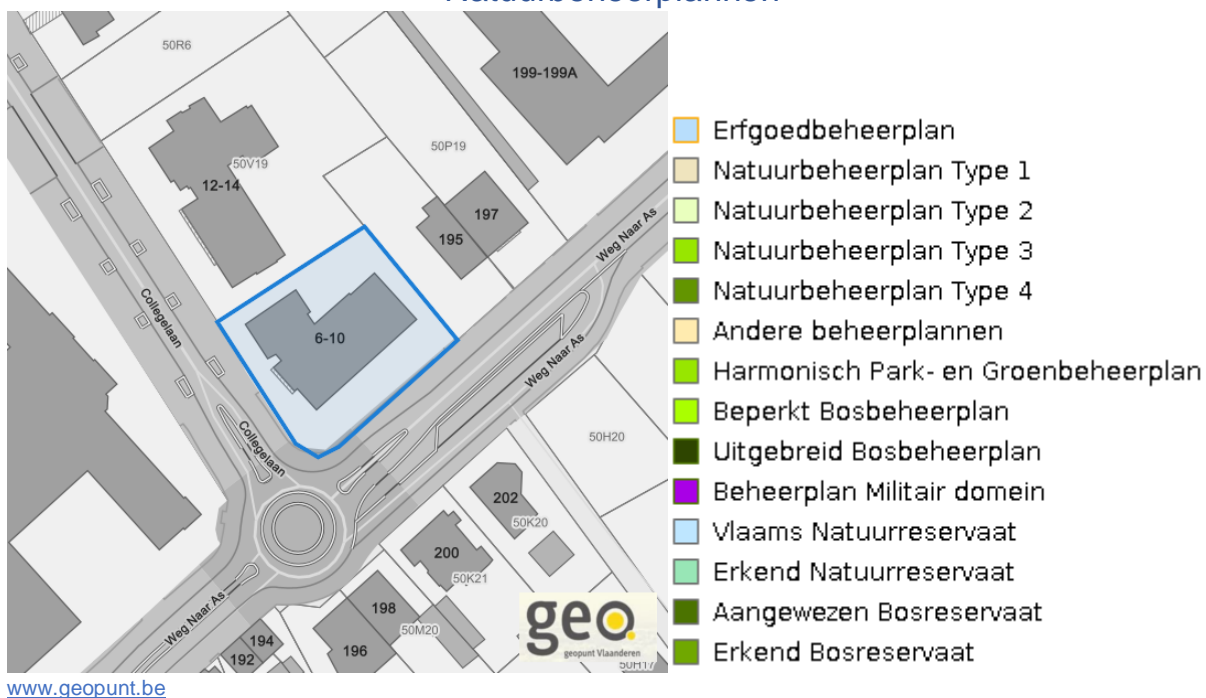 Natuurbeheerplannen
50R6
199-199A
50P19
50V19
12-14
197
195
Weg Naar As
Collegelaan
6-10
Weg Naar As
Collegelaan
50H20
202
50K20
200
50K21
198
50M20
196
194
192
Weg Naar As
geo.
geopunt Vlaanderen
50H17
Erfgoedbeheerplan
Natuurbeheerplan Type 1
Natuurbeheerplan Type 2
Natuurbeheerplan Type 3
Natuurbeheerplan Type 4
Andere beheerplannen
Harmonisch Park- en Groenbeheerplan
Beperkt Bosbeheerplan
Uitgebreid Bosbeheerplan
Beheerplan Militair domein
Vlaams Natuurreservaat
Erkend Natuurreservaat
Aangewezen Bosreservaat
Erkend Bosreservaat
www.geopunt.be